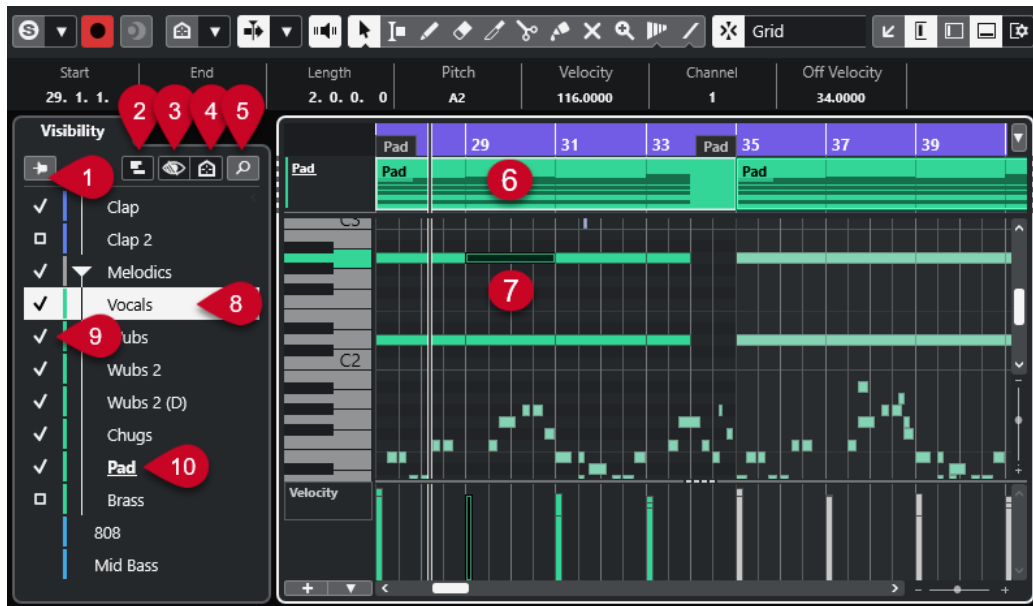 S
Grid
Start End Length Pitch Velocity Channel Off Velocity
29. 1. 1. 2. 0. 0. 0 A2 116.0000 1 34.0000
Visibility
2 3 4 5
1
Clap
Clap 2
Melodics
Vocals 8
9 Wubs
Wubs 2
Wubs 2 (D)
Chugs
Pad 10
Brass
808
Mid Bass
Pad 29 31 33 Pad 35 37 39
Pad Pad 6 Pad
C3
7
C2
Velocity